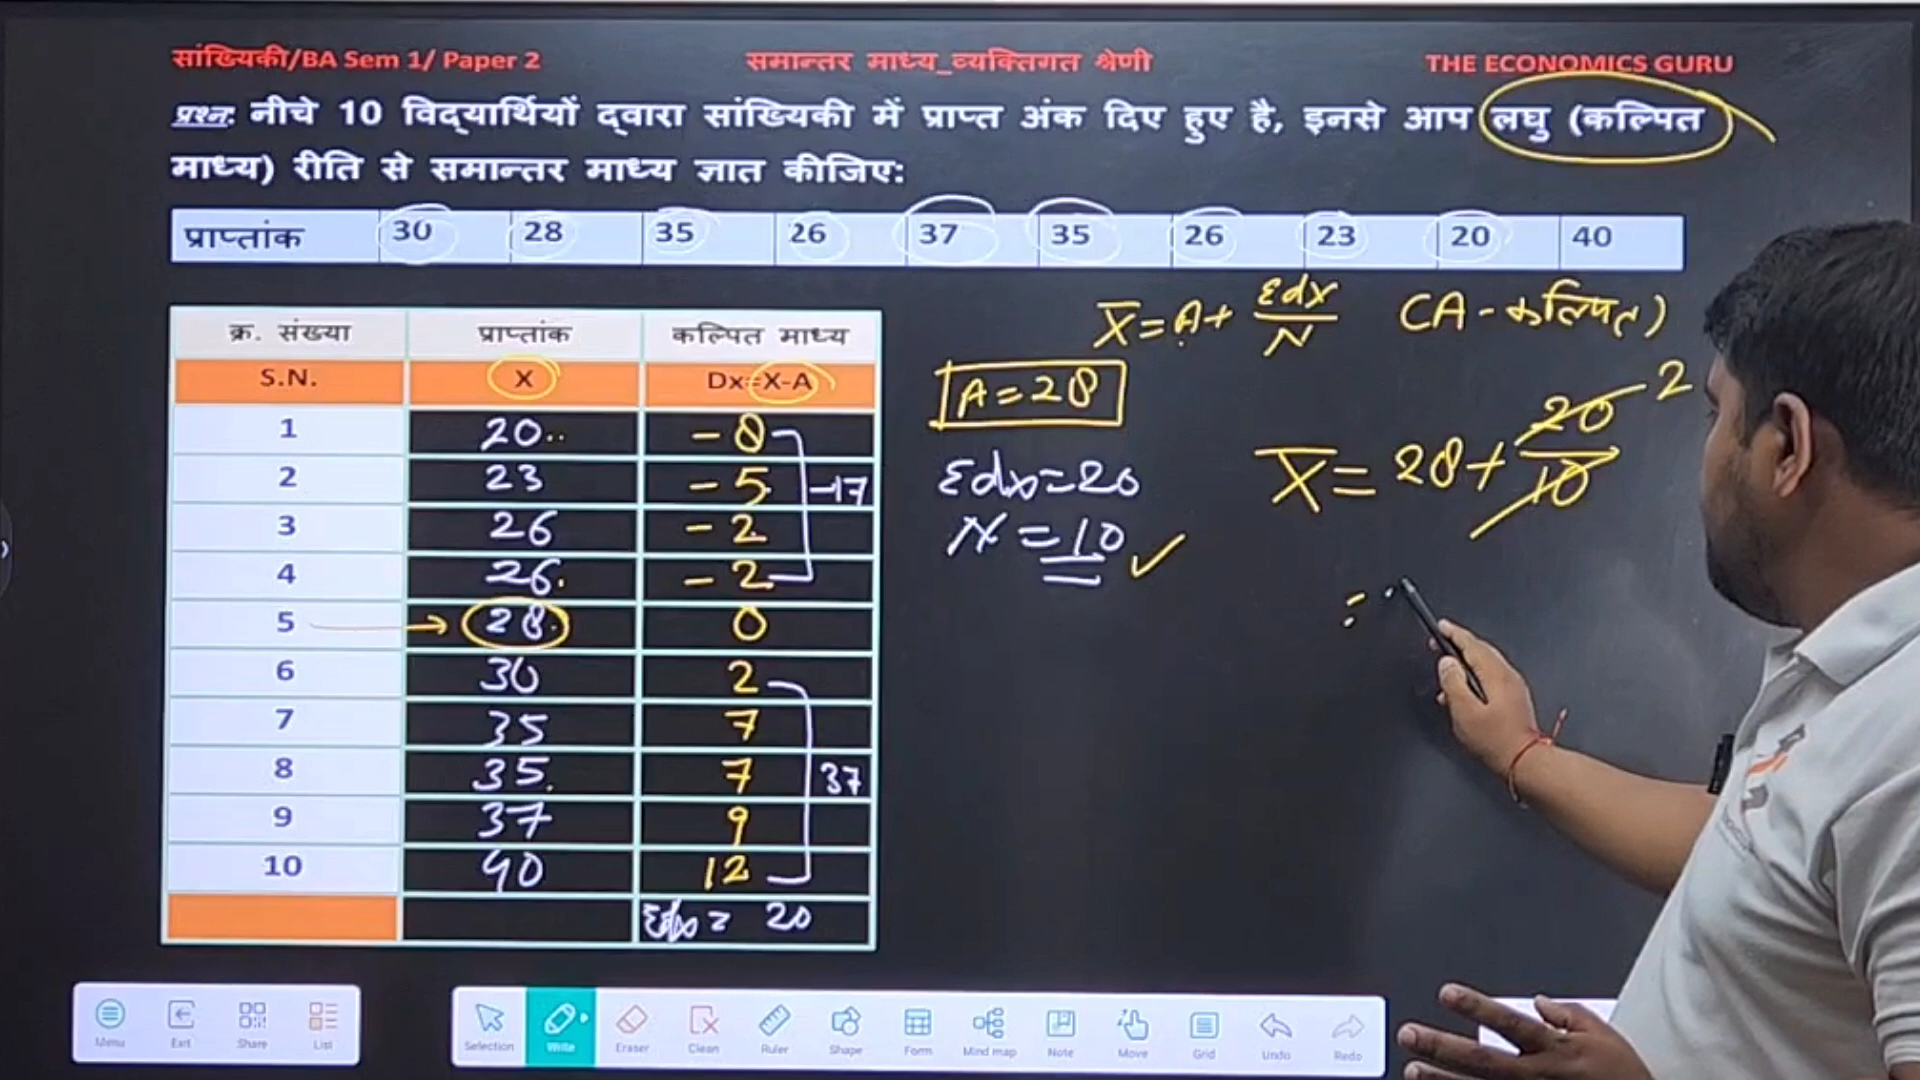 सांख्यिकी/BA Sem 1/ Paper 2 समान्तर माध्य_व्यक्तिगत श्रेणी THE ECONOMICS GURU
प्रश्न: नीचे 10 विद्यार्थियों द्वारा सांख्यिकी में प्राप्त अंक दिए हुए है, इनसे आप लघु (कल्पित
माध्य) रीति से समान्तर माध्य ज्ञात कीजिए:
प्राप्तांक 30 28 35 26 37 35 26 23 20 40
क्र. संख्या प्राप्तांक कल्पित माध्य
S.N. X Dx=X-A
1 20 -8
2 23 -5
3 26 -2
4 26 -2
-17
5 28 0
6 30 2
7 35 7
8 35 7
9 37 9
10 40 12
37
Σdx = 20
X̄ = A + Σdx/N (A - कल्पित)
A = 28
Σdx = 20
N = 10
X̄ = 28 + 20/10 2
=
Menu Exit Share List Selection Write Eraser Clean Ruler Shape Form Mind map Note Move Grid Undo Redo